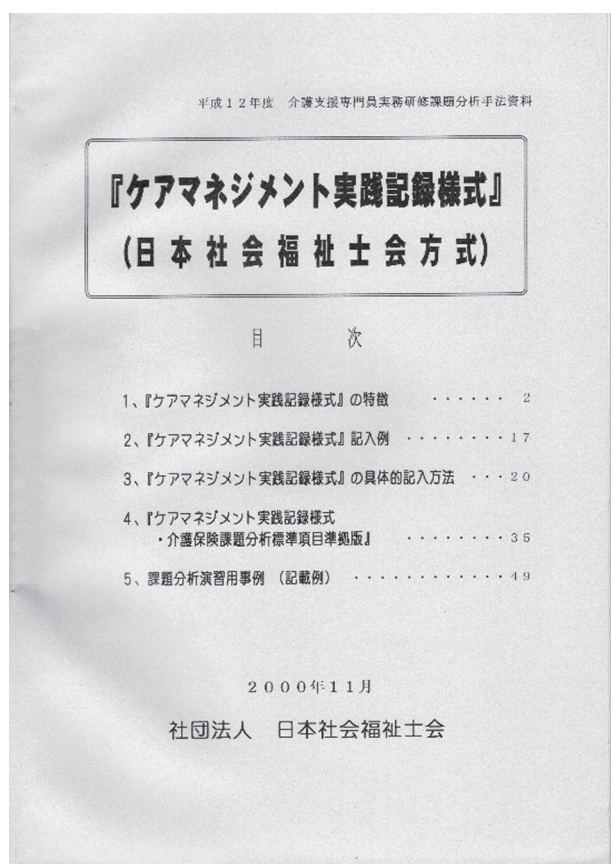 平成12年度　介護支援専門員実務研修課題分析手法資料
『ケアマネジメント実践記録様式』
(日本社会福祉士会方式)
目　　　次
1、『ケアマネジメント実践記録様式』の特徴　　・・・・・・　2
2、『ケアマネジメント実践記録様式』記入例　・・・・・・・・17
3、『ケアマネジメント実践記録様式』の具体的記入方法　・・・20
4、『ケアマネジメント実践記録様式
・介護保険課題分析標準項目準拠版』　　・・・・・・・・35
5、課題分析演習用事例　（記載例）　・・・・・・・・・・・・49
2000年11月
社団法人　日本社会福祉士会